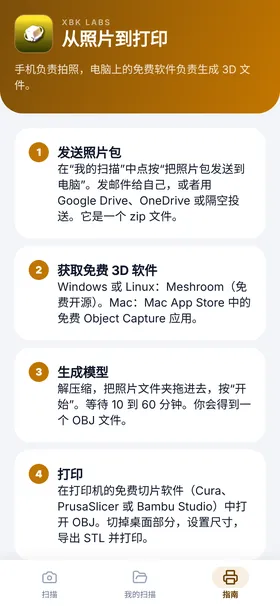 XBK LABS
从照片到打印
手机负责拍照，电脑上的免费软件负责生成 3D 文
件。
1 发送照片包
在“我的扫描”中点按“把照片包发送到
电脑”。发邮件给自己，或者用
Google Drive、OneDrive 或隔空投
送。它是一个 zip 文件。
2 获取免费 3D 软件
Windows 或 Linux：Meshroom（免
费开源）。Mac：Mac App Store 中的
免费 Object Capture 应用。
3 生成模型
解压缩，把照片文件夹拖进去，按“开
始”。等待 10 到 60 分钟。你会得到一
个 OBJ 文件。
4 打印
在打印机的免费切片软件（Cura、
PrusaSlicer 或 Bambu Studio）中打
开 OBJ。切掉桌面部分，设置尺寸，
导出 STL 并打印。
扫描 我的扫描 指南